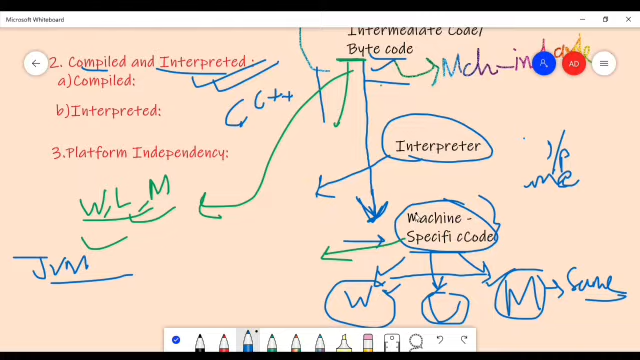 Microsoft Whiteboard
Intermediate Code/
Byte code
2. Compiled and Interpreted :
a)Compiled:
C C++
b)Interpreted:
Interpreter
3.Platform Independency:
W, L, M
Machine -
Specifi cCode
JVM
W
L
M
Same
AD